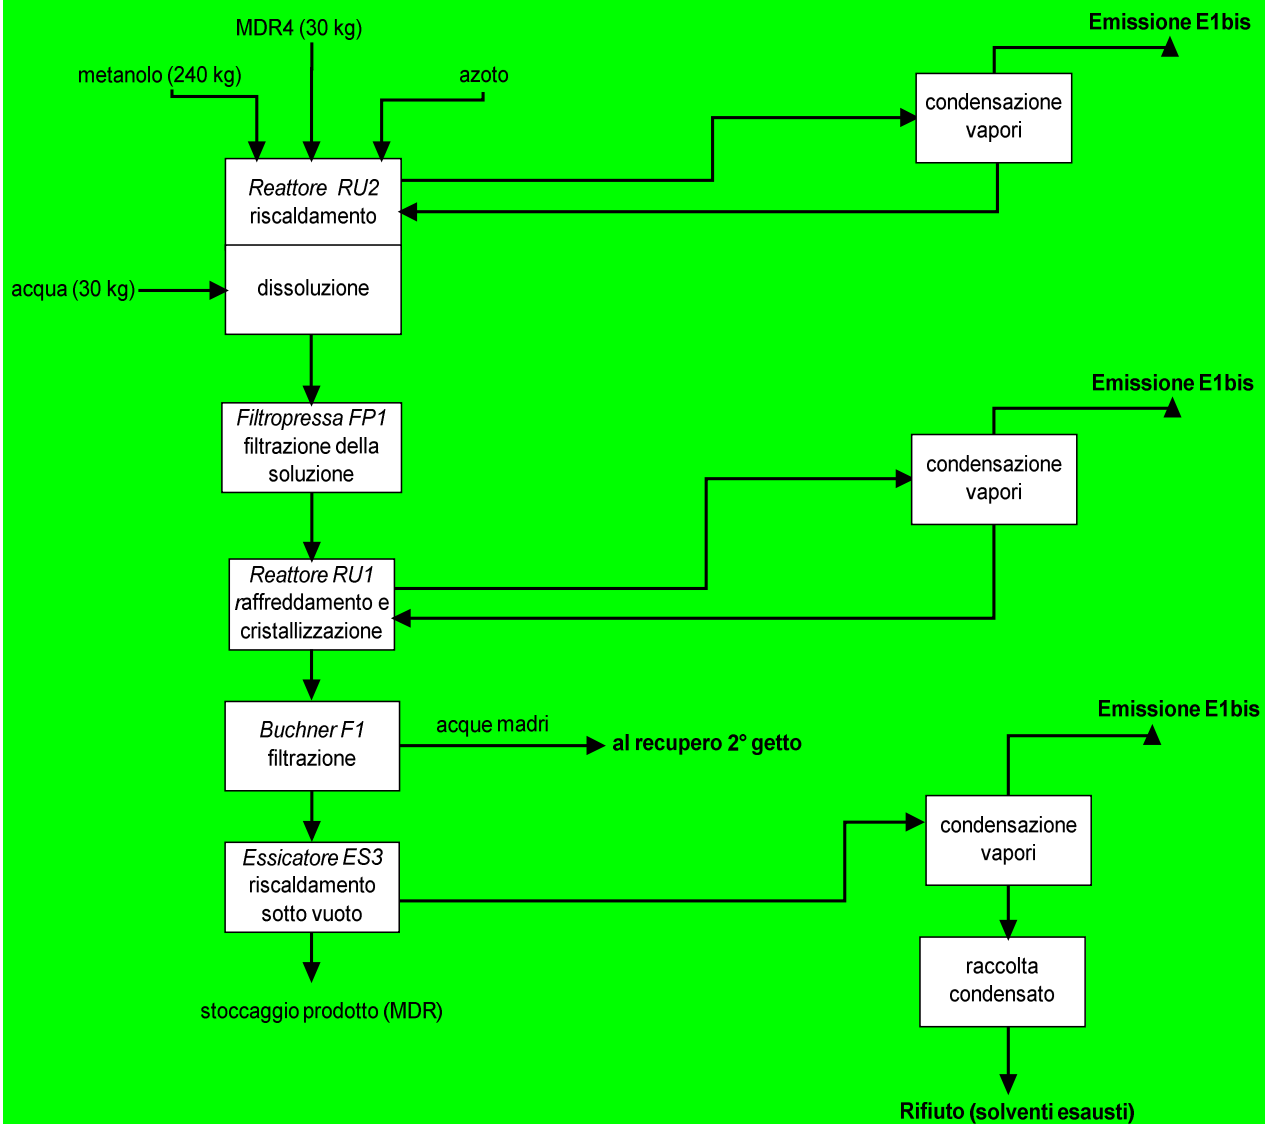 MDR4 (30 kg)
Emissione E1bis
metanolo (240 kg)
azoto
condensazione
vapori
Reattore RU2
riscaldamento
acqua (30 kg)
dissoluzione
Emissione E1bis
Filtropressa FP1
filtrazione della
soluzione
condensazione
vapori
Reattore RU1
raffreddamento e
cristallizzazione
Emissione E1bis
Buchner F1
filtrazione
acque madri
al recupero 2° getto
condensazione
vapori
Essicatore ES3
riscaldamento
sotto vuoto
raccolta
condensato
stoccaggio prodotto (MDR)
Rifiuto (solventi esausti)